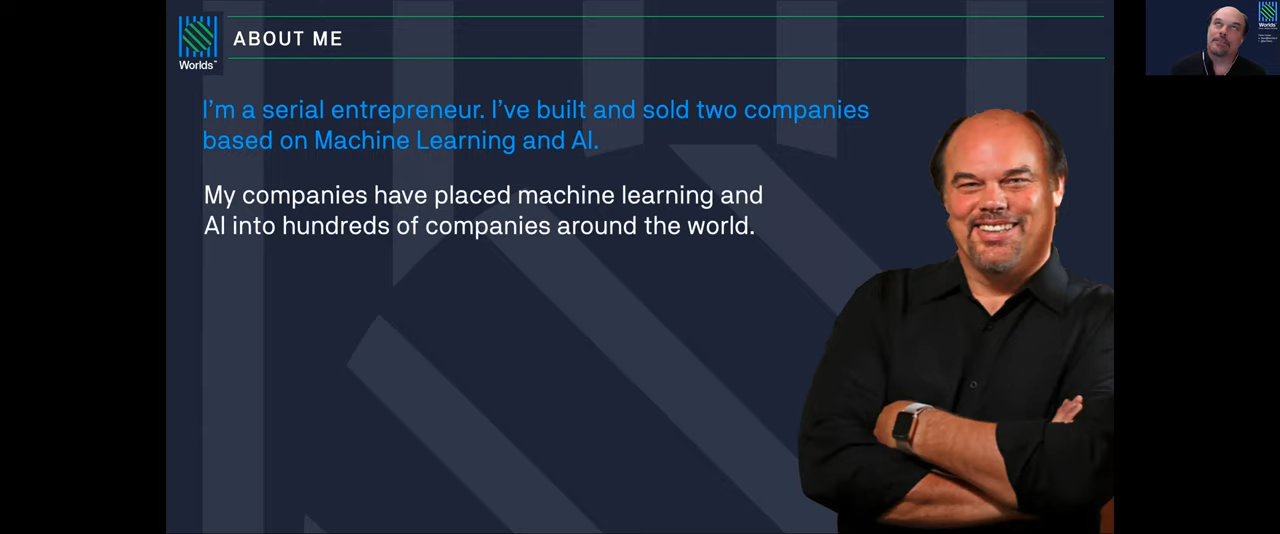 Worlds™
ABOUT ME
I'm a serial entrepreneur. I've built and sold two companies
based on Machine Learning and AI.
My companies have placed machine learning and
AI into hundreds of companies around the world.
Worlds